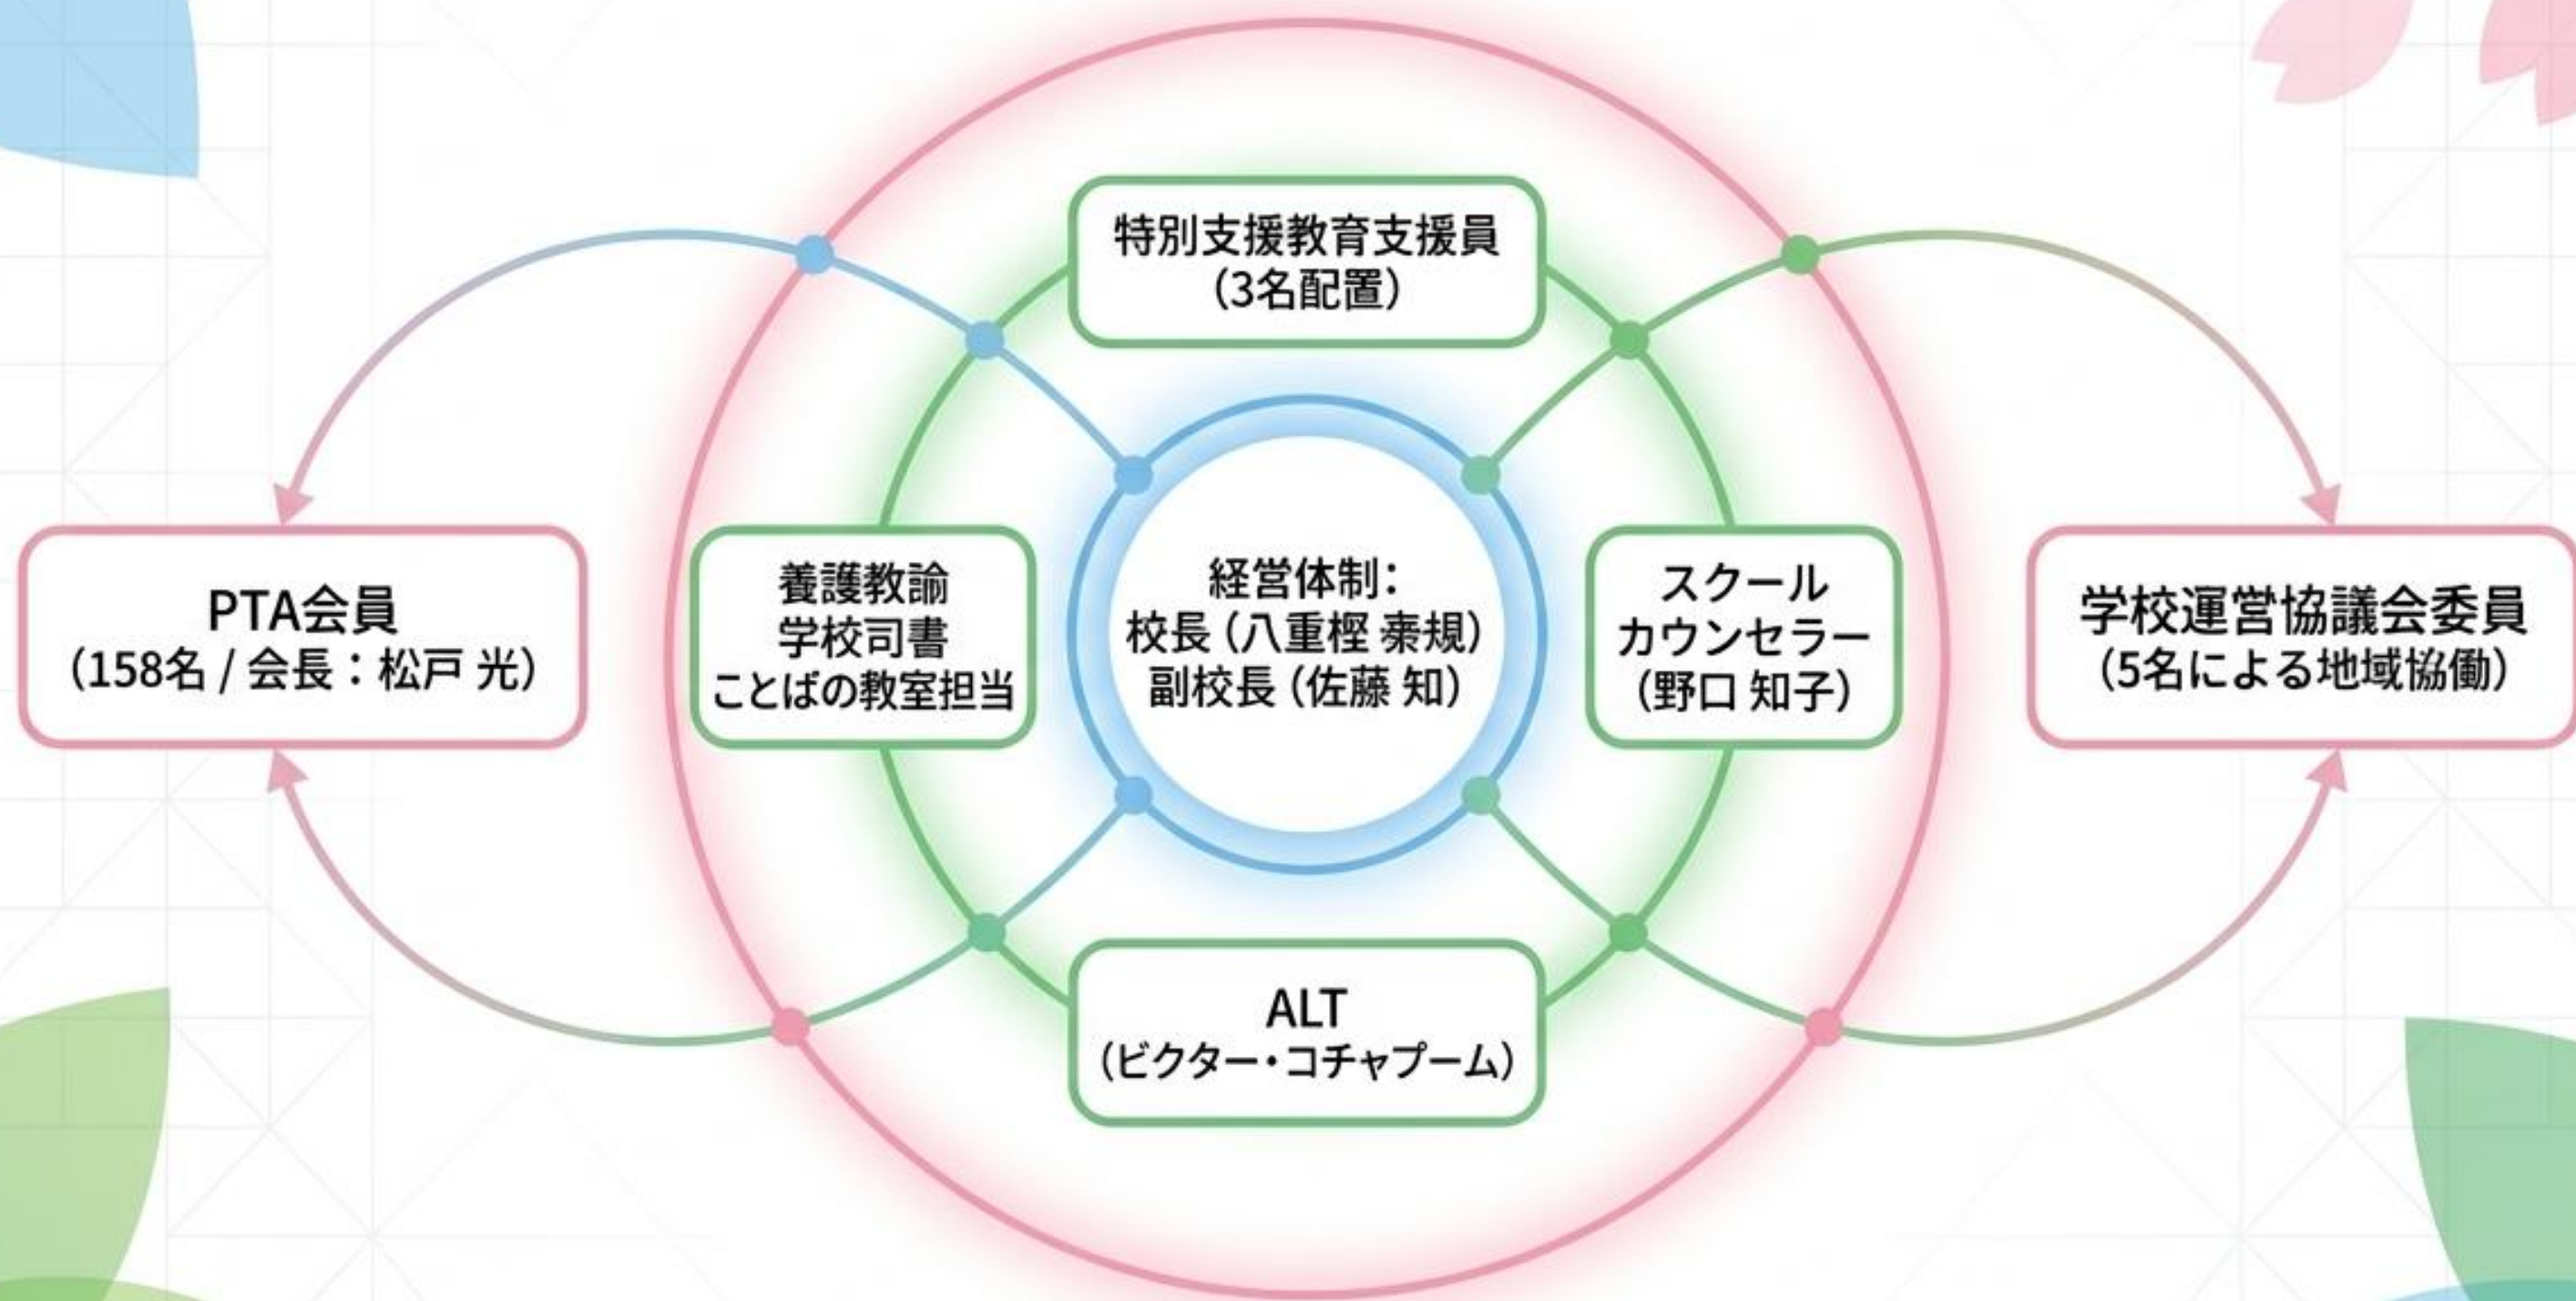 特別支援教育支援員
（3名配置）
PTA会員
（158名 / 会長：松戸 光）
養護教諭
学校司書
ことばの教室担当
経営体制：
校長（八重樫 規）
副校長（佐藤 知）
スクール
カウンセラー
（野口 知子）
学校運営協議会委員
（5名による地域協働）
ALT
（ビクター・コチャプーム）